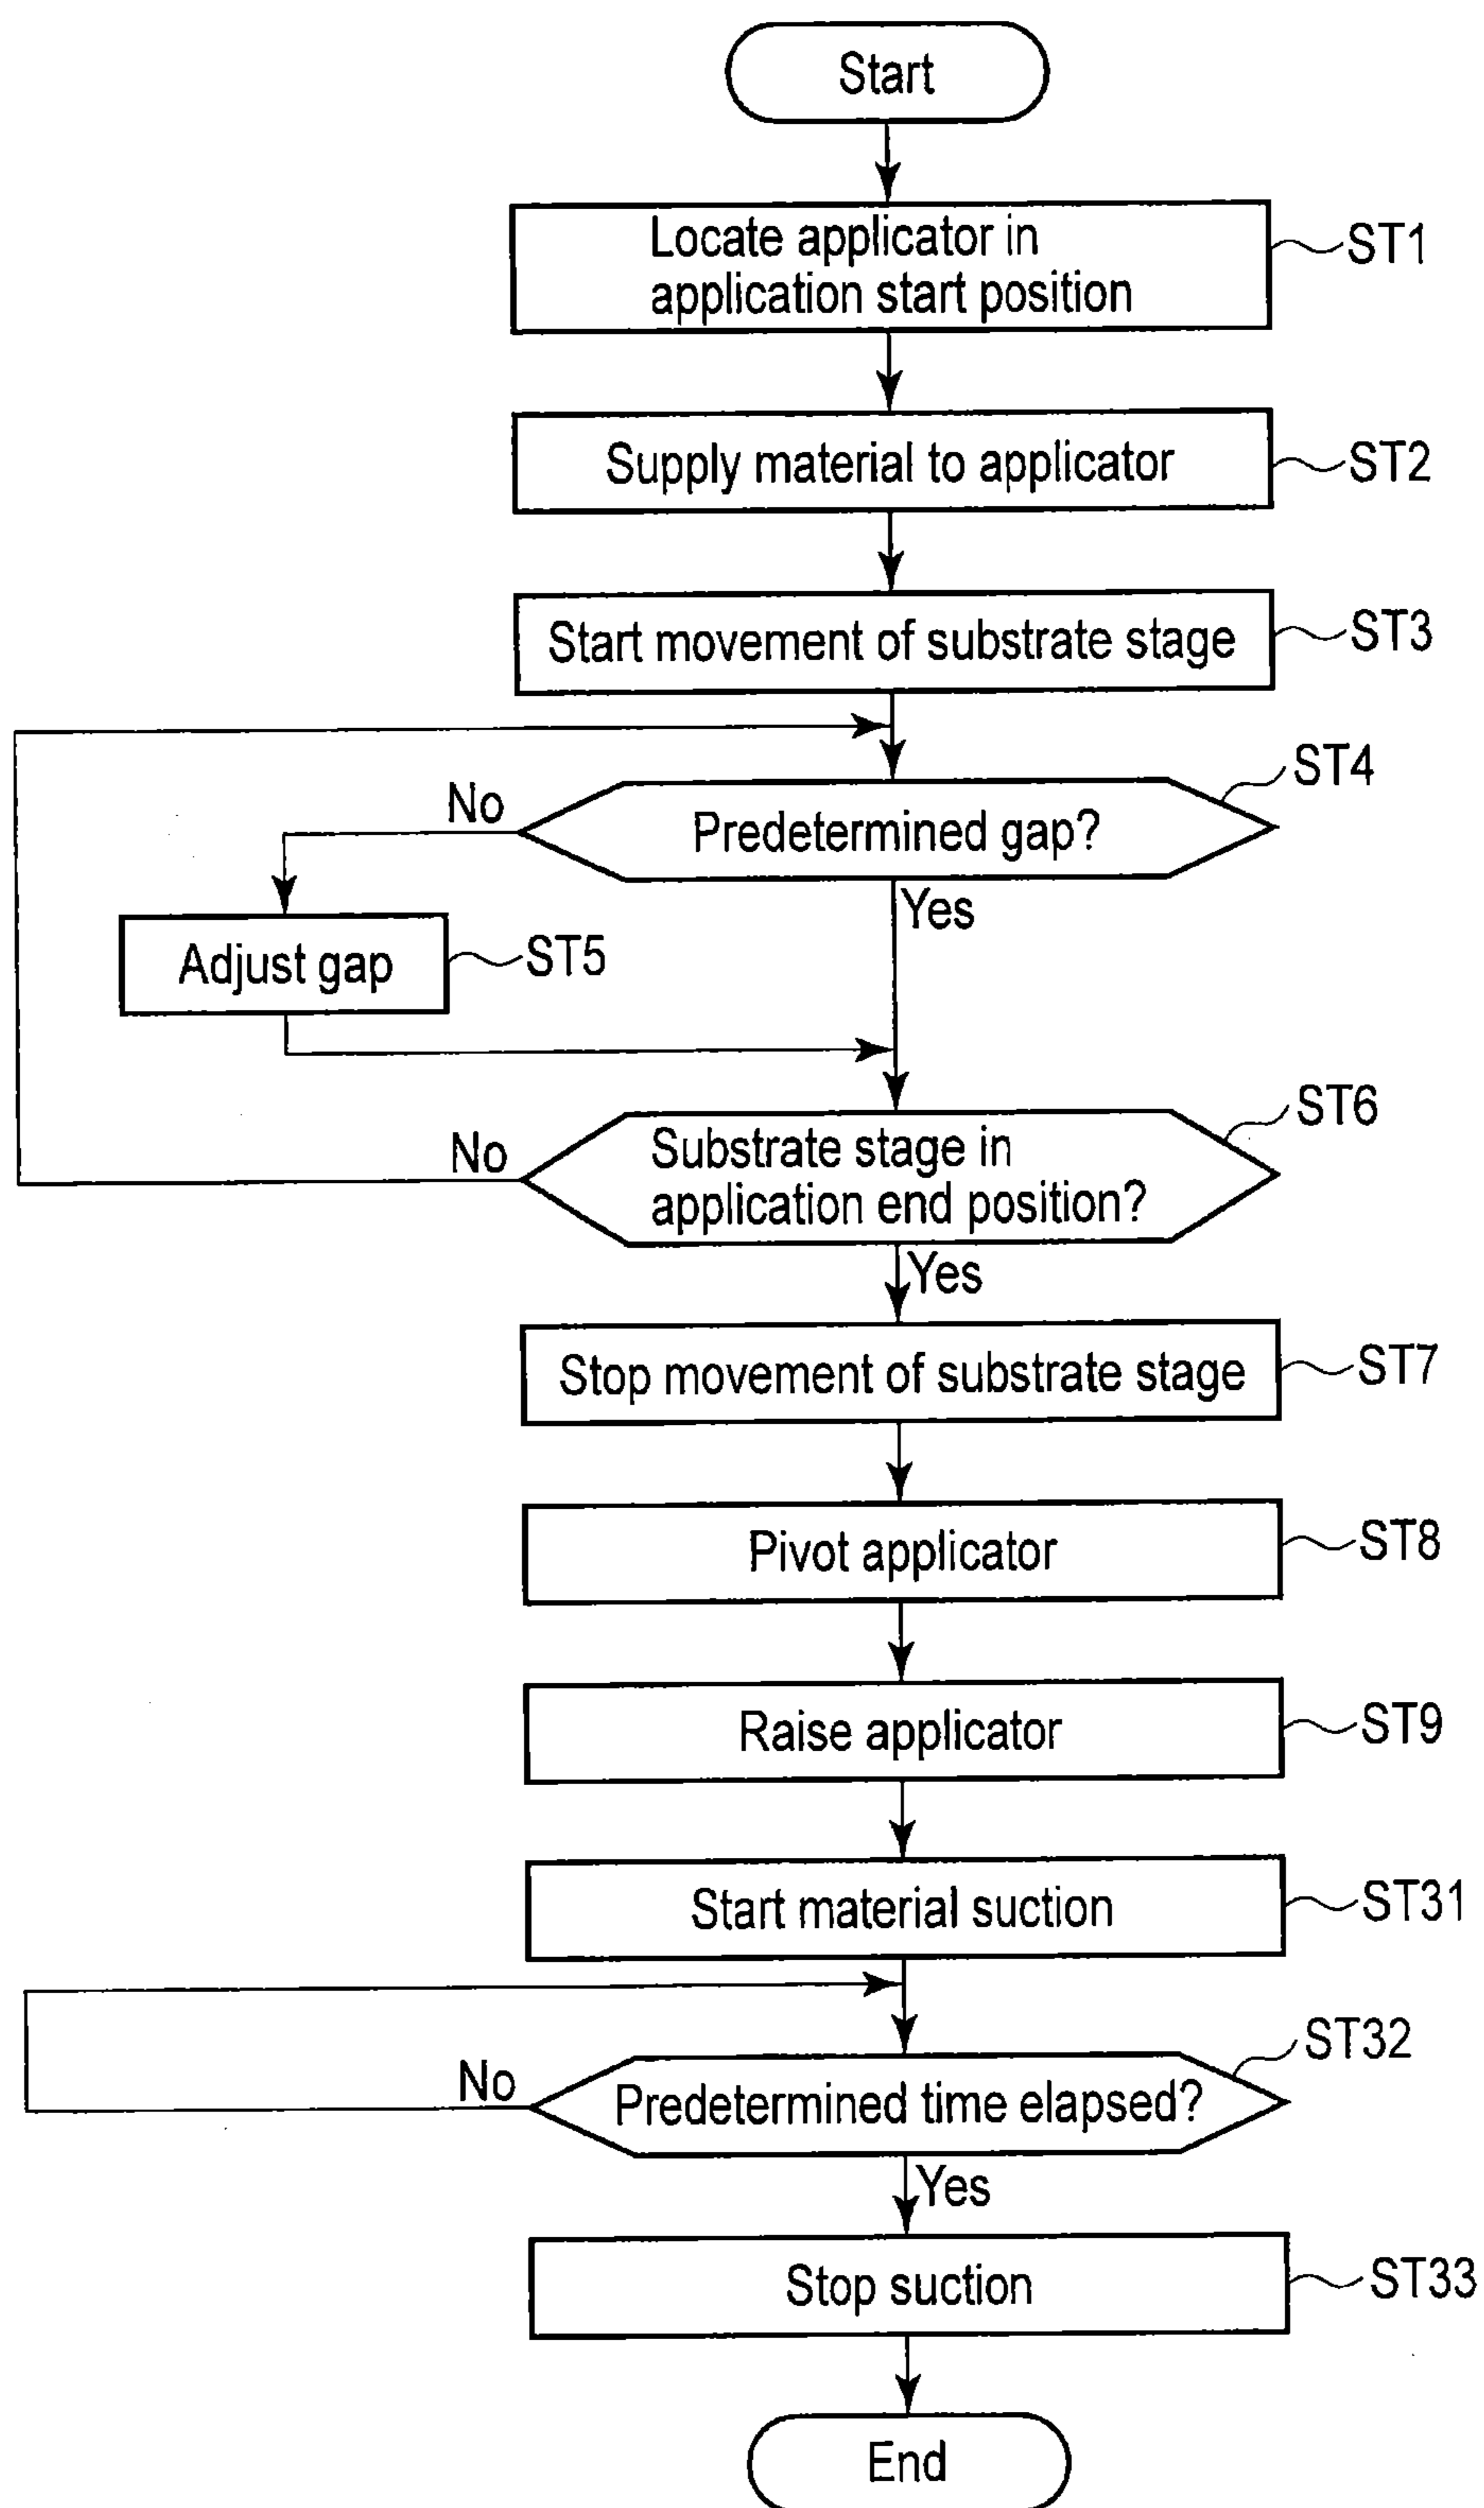 Start
Locate applicator in
application start position
ST1
Supply material to applicator
ST2
Start movement of substrate stage
ST3
ST4
No
Predetermined gap?
Yes
Adjust gap
ST5
ST6
No
Substrate stage in
application end position?
Yes
Stop movement of substrate stage
ST7
Pivot applicator
ST8
Raise applicator
ST9
Start material suction
ST31
ST32
No
Predetermined time elapsed?
Yes
Stop suction
ST33
End